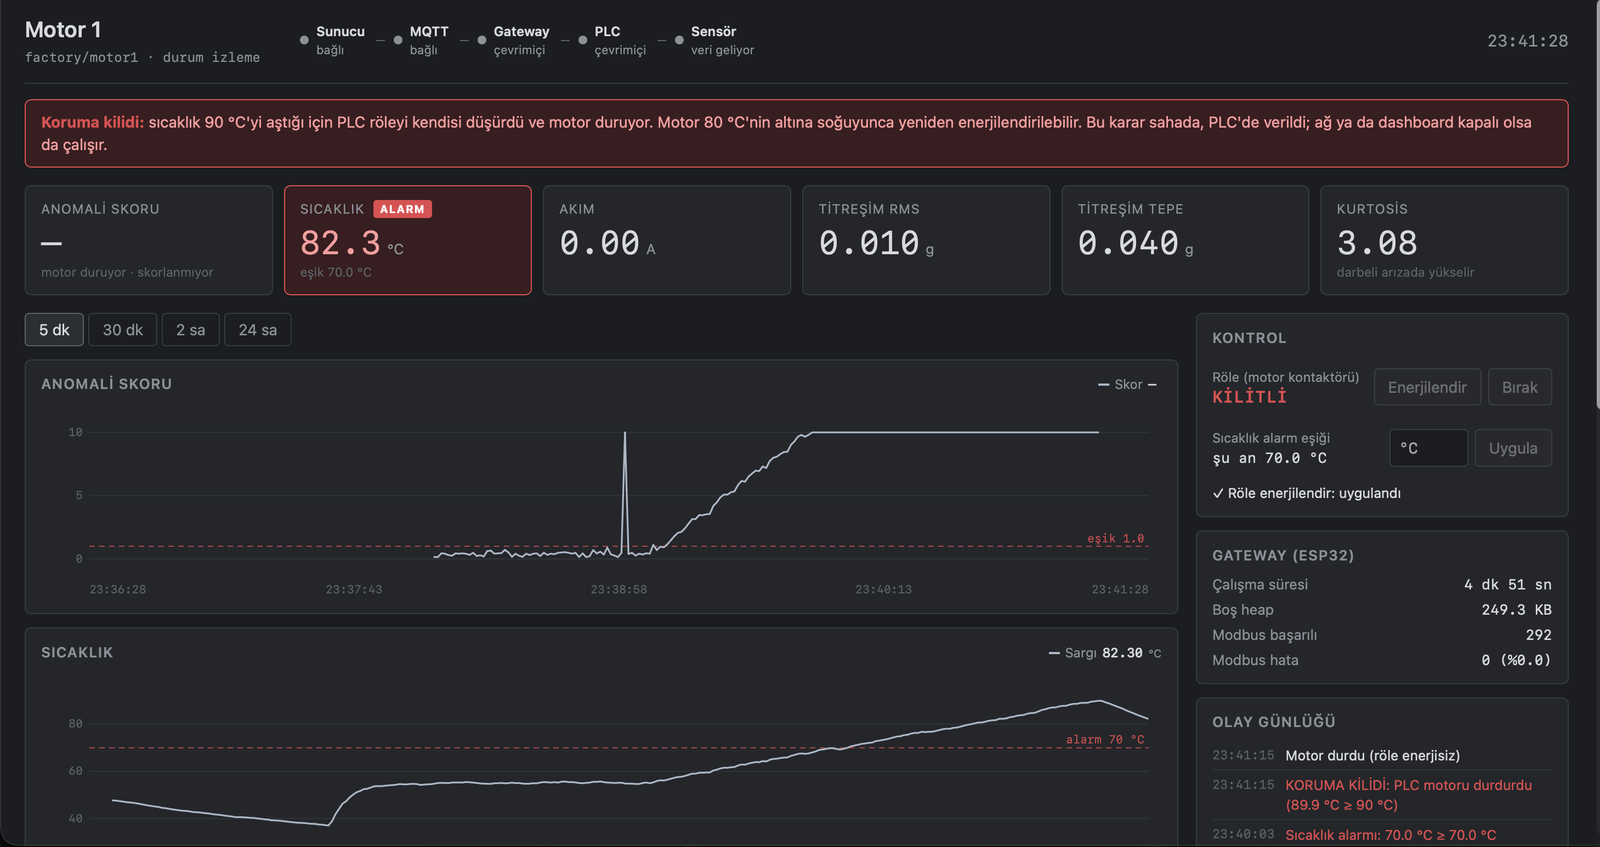 Motor 1
factory/motor1 · durum izleme
Sunucu
bağlı
MQTT
bağlı
Gateway
çevrimiçi
PLC
çevrimiçi
Sensör
veri geliyor
23:41:28
Koruma kilidi: sıcaklık 90 °C'yi aştığı için PLC röleyi kendisi düşürdü ve motor duruyor. Motor 80 °C'nin altına soğuyunca yeniden enerjilendirilebilir. Bu karar sahada, PLC'de verildi; ağ ya da dashboard kapalı olsa
da çalışır.
ANOMALİ SKORU
—
motor duruyor · skorlanmıyor
SICAKLIK ALARM
82.3 °C
eşik 70.0 °C
AKIM
0.00 A
TİTREŞİM RMS
0.010 g
TİTREŞİM TEPE
0.040 g
KURTOSİS
3.08
darbeli arızada yükselir
5 dk
30 dk
2 sa
24 sa
ANOMALİ SKORU
— Skor —
10
5
0
eşik 1.0
23:36:28
23:37:43
23:38:58
23:40:13
23:41:28
SICAKLIK
— Sargı 82.30 °C
80
60
40
alarm 70 °C
KONTROL
Röle (motor kontaktörü)
KİLİTLİ
Enerjilendir
Bırak
Sıcaklık alarm eşiği
şu an 70.0 °C
°C
Uygula
✓ Röle enerjilendir: uygulandı
GATEWAY (ESP32)
Çalışma süresi 4 dk 51 sn
Boş heap 249.3 KB
Modbus başarılı 292
Modbus hata 0 (%0.0)
OLAY GÜNLÜĞÜ
23:41:15 Motor durdu (röle enerjisiz)
23:41:15 KORUMA KİLİDİ: PLC motoru durdurdu
(89.9 °C ≥ 90 °C)
23:40:03 Sıcaklık alarmı: 70.0 °C ≥ 70.0 °C